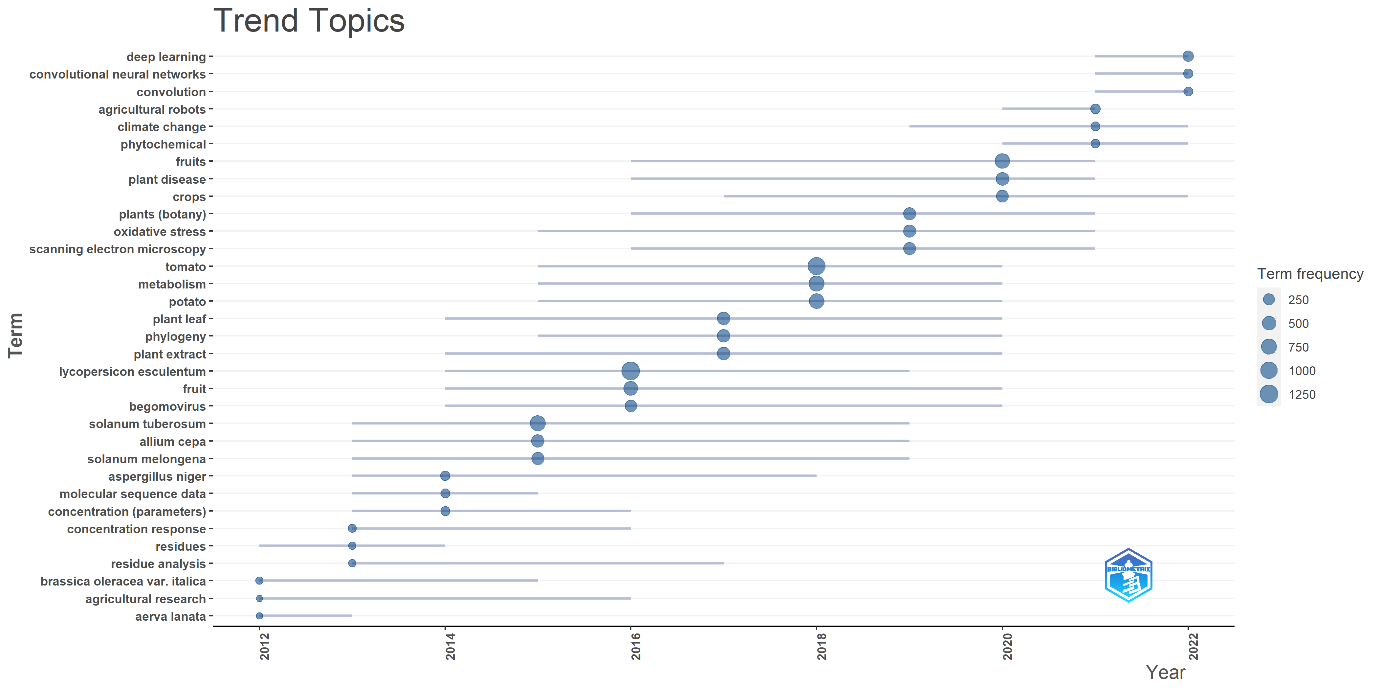 Trend Topics
deep learning
convolutional neural networks
convolution
agricultural robots
climate change
phytochemical
fruits
plant disease
crops
plants (botany)
oxidative stress
scanning electron microscopy
tomato
metabolism
potato
plant leaf
phylogeny
plant extract
lycopersicon esculentum
fruit
begomovirus
solanum tuberosum
allium cepa
solanum melongena
aspergillus niger
molecular sequence data
concentration (parameters)
concentration response
residues
residue analysis
brassica oleracea var. italica
agricultural research
aerva lanata
Term
2012
2014
2016
2018
2020
2022
Year
Term frequency
250
500
750
1000
1250
BIBLIOMETRIX